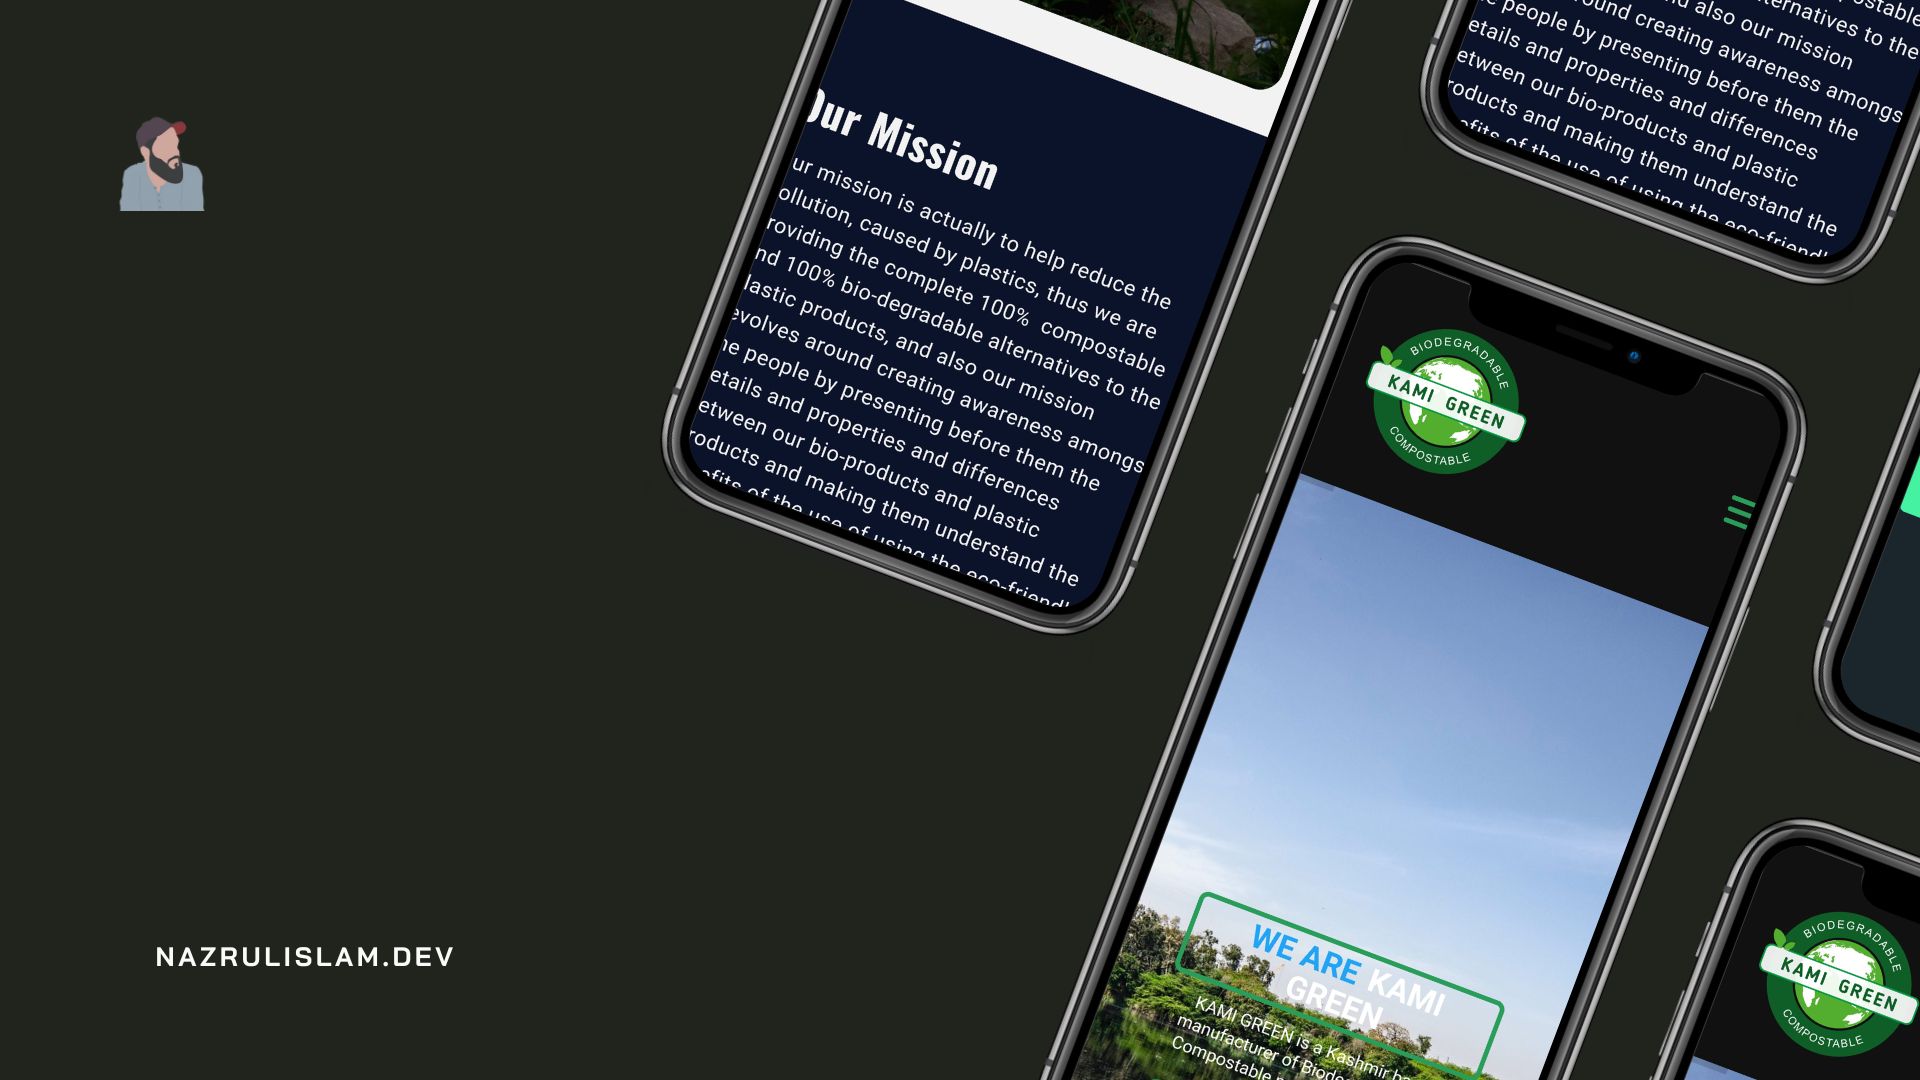 Our Mission
ur mission is actually to help reduce the
ollution, caused by plastics, thus we are
roviding the complete 100% compostable
nd 100% bio-degradable alternatives to the
lastic products, and also our mission
evolves around creating awareness amongs
he people by presenting before them the
etails and properties and differences
etween our bio-products and plastic
roducts and making them understand the
efits of the use of using the eco-friendl
ternatives to the
d also our mission
ound creating awareness amongs
e people by presenting before them the
etails and properties and differences
etween our bio-products and plastic
roducts and making them understand the
efits of the use of using the eco-friendl
BIODEGRADABLE
KAMI GREEN
COMPOSTABLE
WE ARE KAMI
GREEN
KAMI GREEN is a Kashmir ba
manufacturer of Biode
Compostable
BIODEGRADABLE
KAMI GREEN
COMPOSTABLE
NAZRULISLAM.DEV